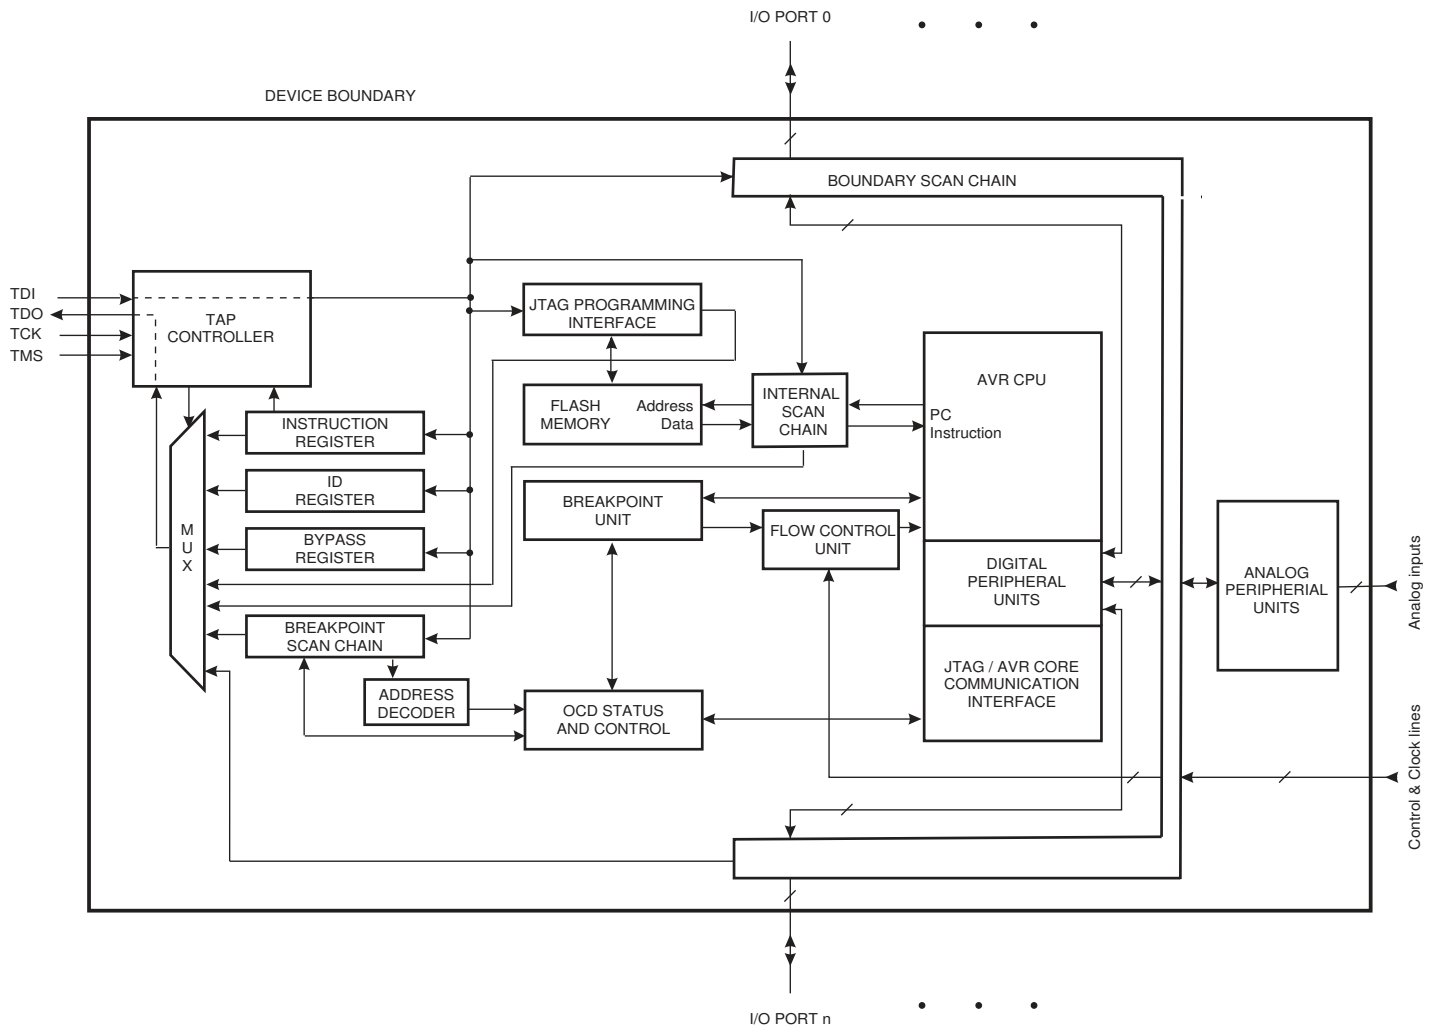 I/O PORT 0
DEVICE BOUNDARY
BOUNDARY SCAN CHAIN
TDI
TDO
TCK
TMS
TAP
CONTROLLER
JTAG PROGRAMMING
INTERFACE
AVR CPU
FLASH
MEMORY
Address
Data
INTERNAL
SCAN
CHAIN
PC
Instruction
INSTRUCTION
REGISTER
ID
REGISTER
BREAKPOINT
UNIT
FLOW CONTROL
UNIT
BYPASS
REGISTER
M
U
X
DIGITAL
PERIPHERAL
UNITS
ANALOG
PERIPHERIAL
UNITS
Analog inputs
BREAKPOINT
SCAN CHAIN
JTAG / AVR CORE
COMMUNICATION
INTERFACE
ADDRESS
DECODER
OCD STATUS
AND CONTROL
Control & Clock lines
I/O PORT n